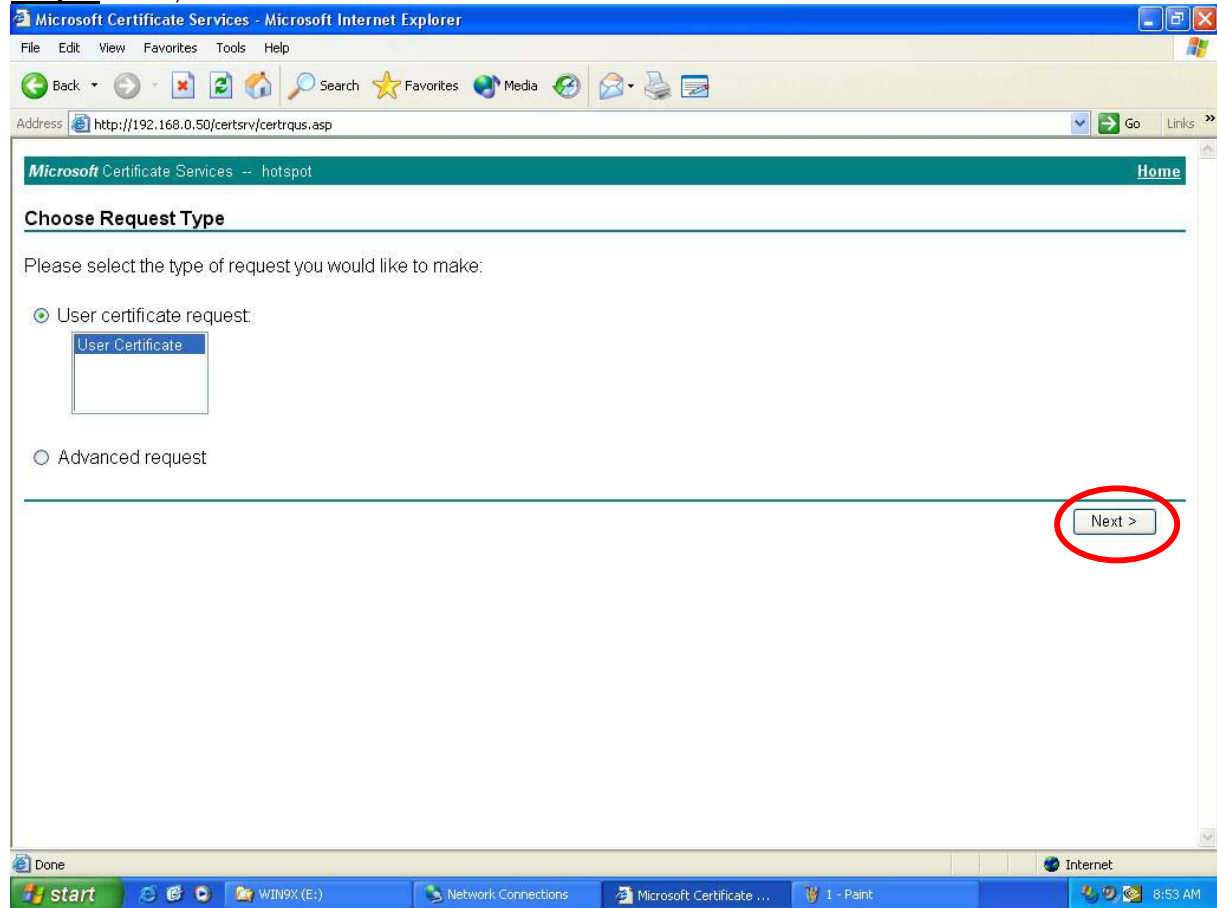 Microsoft Certificate Services - Microsoft Internet Explorer
File Edit View Favorites Tools Help
Back Search Favorites Media
Address http://192.168.0.50/certsrv/certrqus.asp Go Links »
Microsoft Certificate Services -- hotspot Home
Choose Request Type
Please select the type of request you would like to make:
User certificate request:
User Certificate
Advanced request
Next >
Done Internet
start WIN9X (E:) Network Connections Microsoft Certificate ... 1 - Paint 8:53 AM